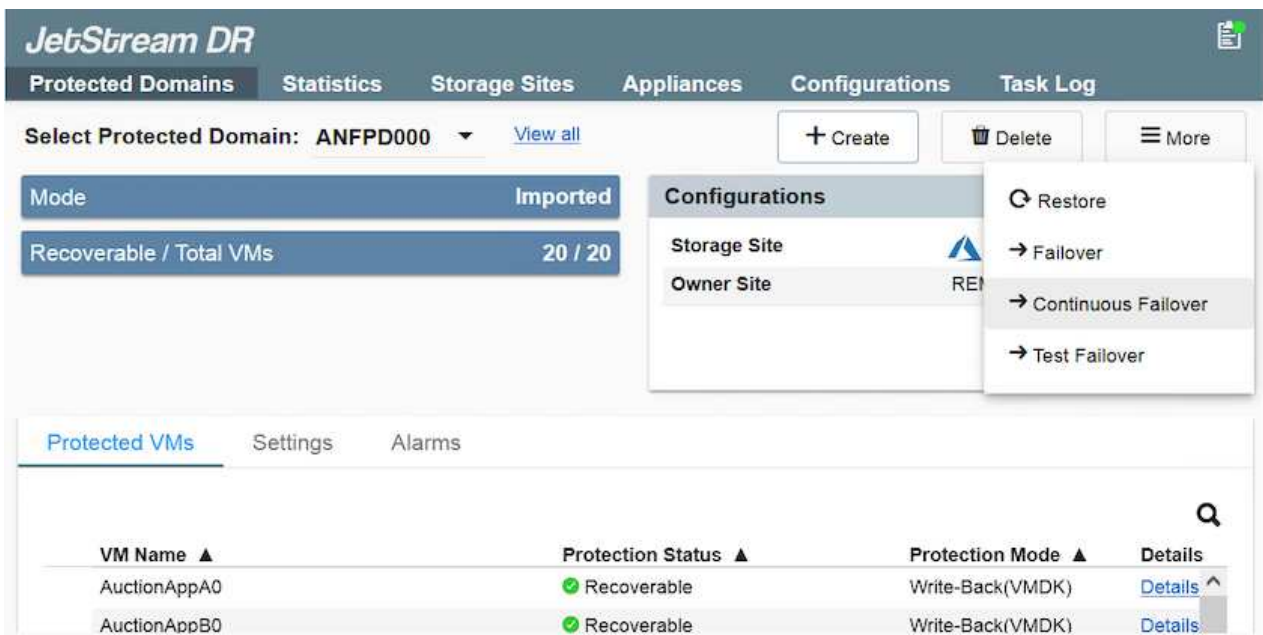 JetStream DR
Protected Domains Statistics Storage Sites Appliances Configurations Task Log
Select Protected Domain: ANFPD000 View all + Create Delete More
Mode Imported
Recoverable / Total VMs 20 / 20
Configurations
Storage Site
Owner Site
Restore
Failover
Continuous Failover
Test Failover
Protected VMs Settings Alarms
VM Name ▲ Protection Status ▲ Protection Mode ▲ Details
AuctionAppA0 Recoverable Write-Back(VMDK) Details
AuctionAppB0 Recoverable Write-Back(VMDK) Details